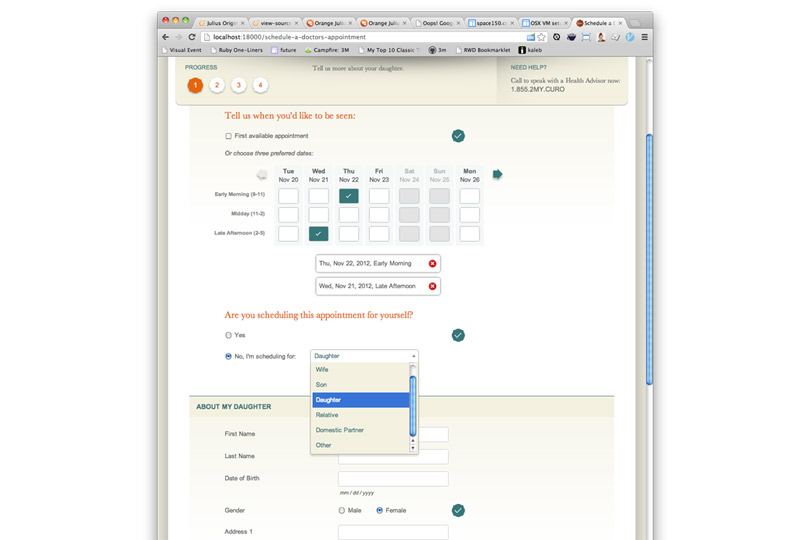 Julius Origin
view-source
Orange Juliu
Orange Juliu
Oops! Goog
space150.c
OSX VM set
Schedule a D
localhost:18000/schedule-a-doctors-appointment
Visual Event
Ruby One-Liners
future
Campfire: 3M
My Top 10 Classic T
3m
RWD Bookmarklet
kaleb
PROGRESS
Tell us more about your daughter.
NEED HELP?
1 2 3 4
Call to speak with a Health Advisor now:
1.855.2MY.CURO
Tell us when you'd like to be seen:
First available appointment
Or choose three preferred dates:
Tue Wed Thu Fri Sat Sun Mon
Nov 20 Nov 21 Nov 22 Nov 23 Nov 24 Nov 25 Nov 26
Early Morning (8-11)
Midday (11-2)
Late Afternoon (2-5)
Thu, Nov 22, 2012, Early Morning
Wed, Nov 21, 2012, Late Afternoon
Are you scheduling this appointment for yourself?
Yes
No, I'm scheduling for:
Daughter
Wife
Son
Daughter
Relative
Domestic Partner
Other
ABOUT MY DAUGHTER
First Name
Last Name
Date of Birth
mm / dd / yyyy
Gender
Male
Female
Address 1